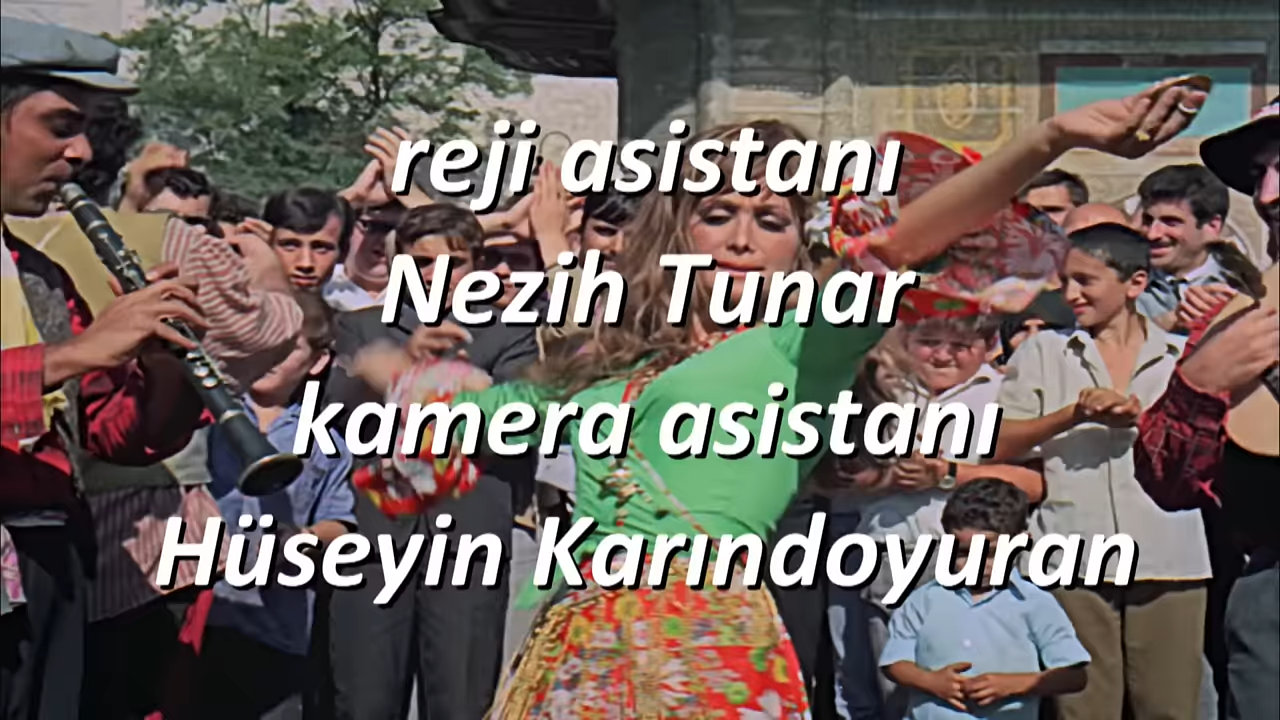 reji asistanı
Nezih Tunar
kamera asistanı
Hüseyin Karındoyuran